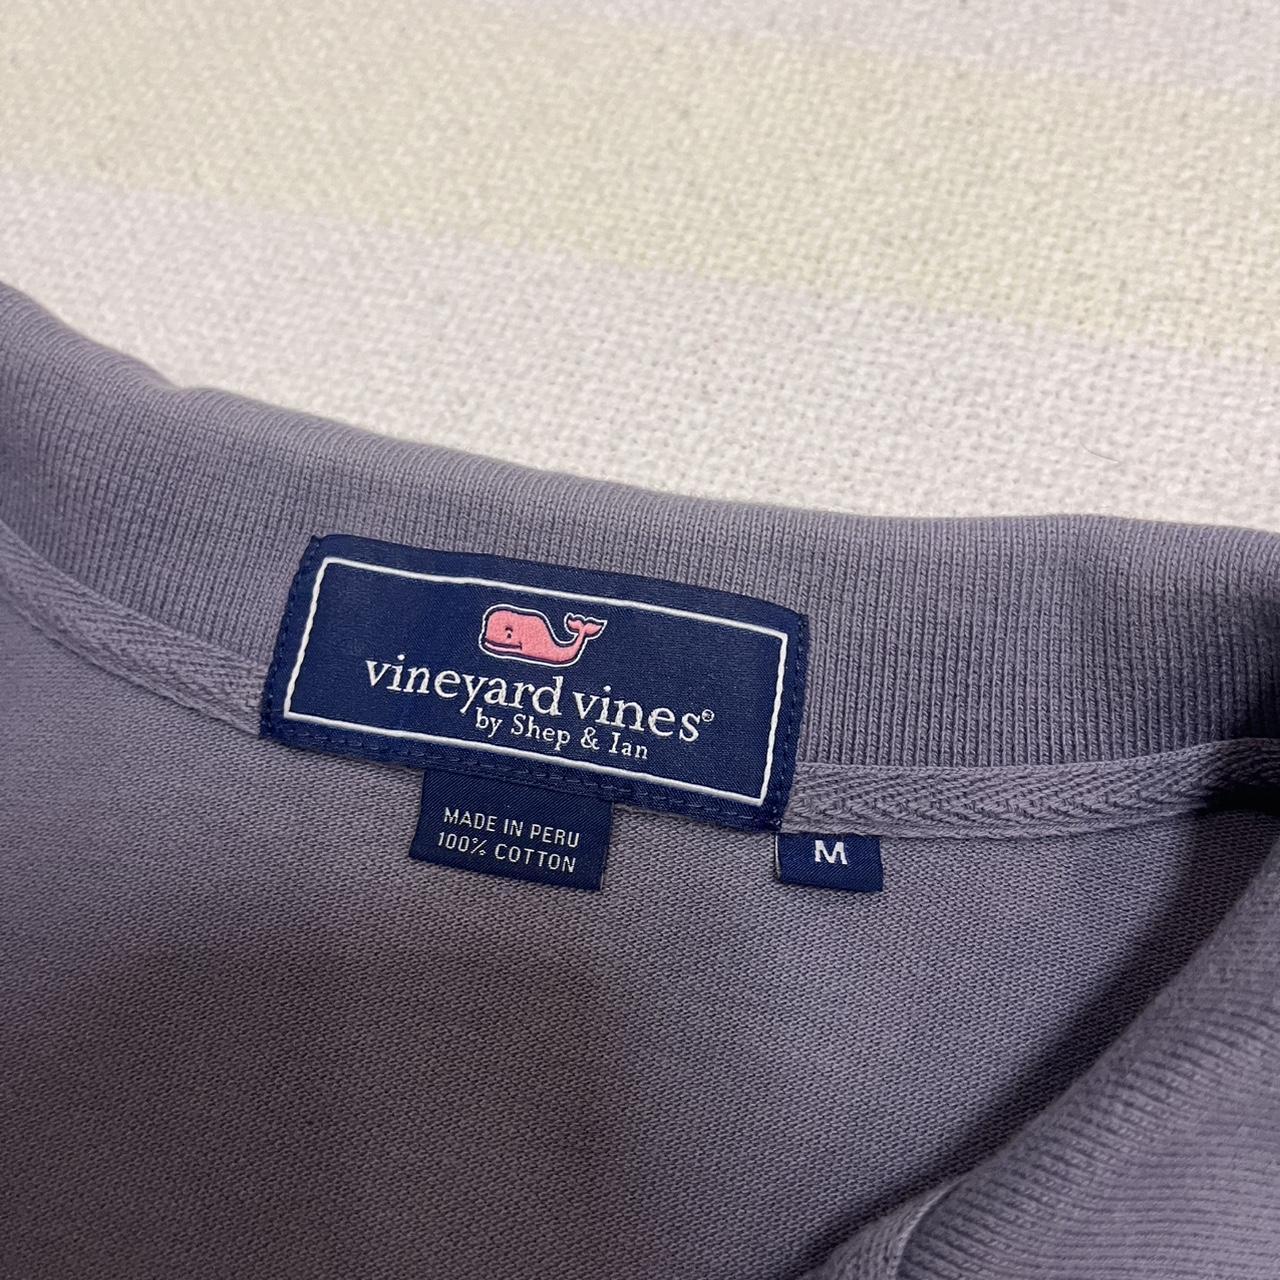 vineyard vines®
by Shep & Ian
MADE IN PERU
100% COTTON
M